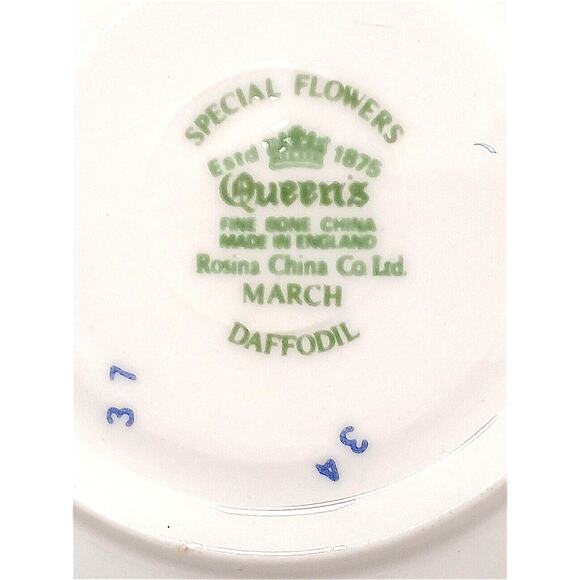 SPECIAL FLOWERS
Estd 1875
Queen's
FINE BONE CHINA
MADE IN ENGLAND
Rosina China Co Ltd.
MARCH
DAFFODIL
37
34